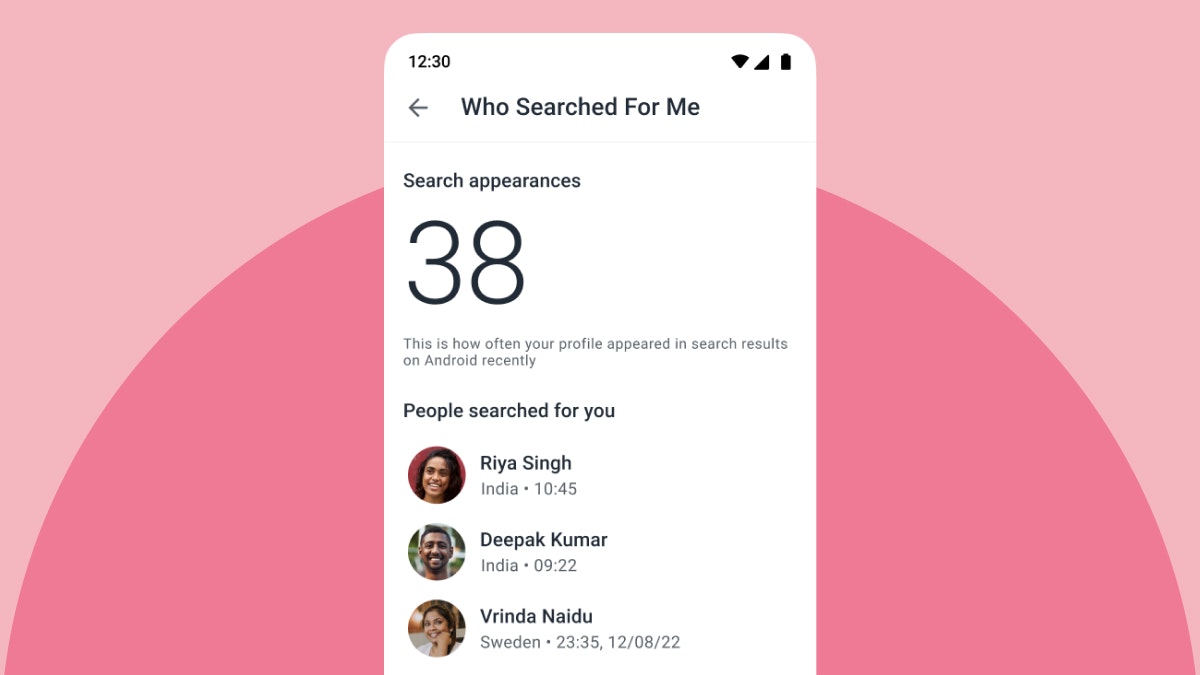 12:30
Who Searched For Me
Search appearances
38
This is how often your profile appeared in search results
on Android recently
People searched for you
Riya Singh
India • 10:45
Deepak Kumar
India • 09:22
Vrinda Naidu
Sweden • 23:35, 12/08/22